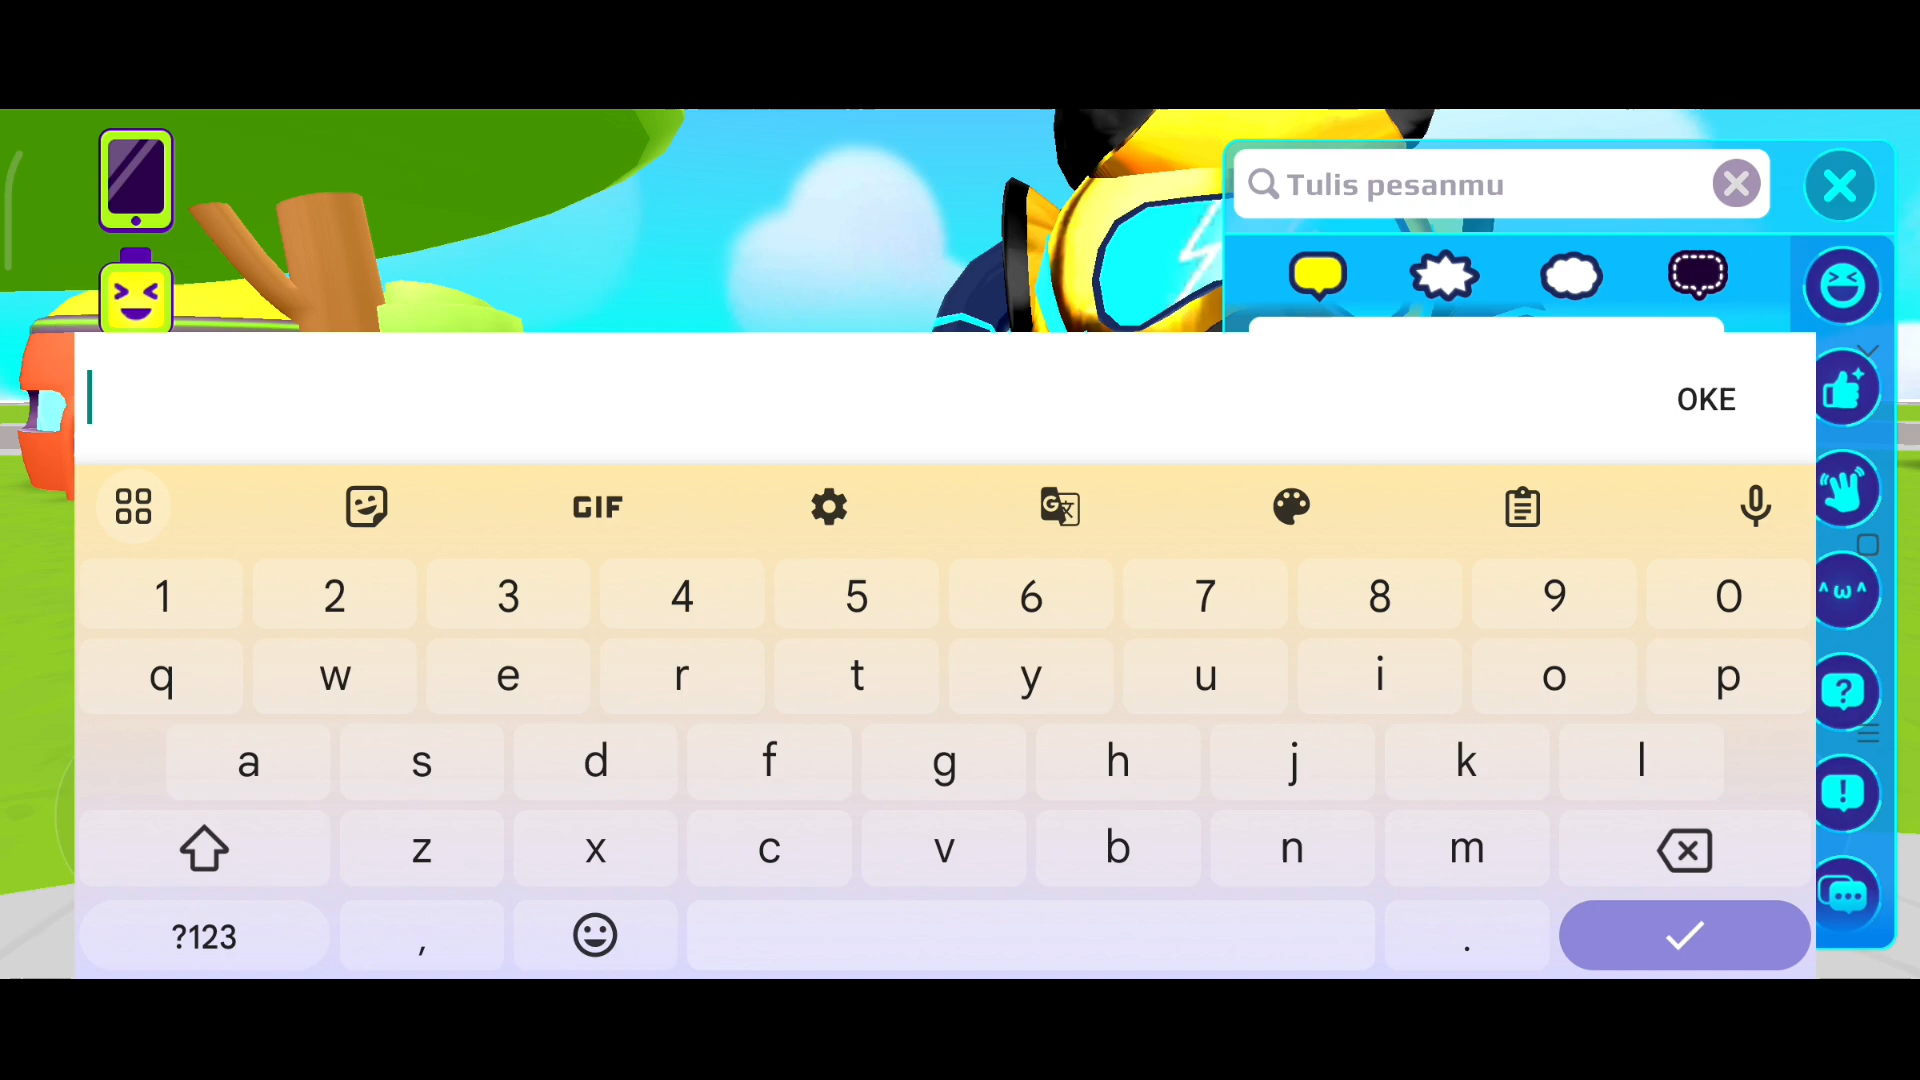 Tulis pesanmu
OKE
GIF
1 2 3 4 5 6 7 8 9 0
q w e r t y u i o p
a s d f g h j k l
z x c v b n m
?123 , .